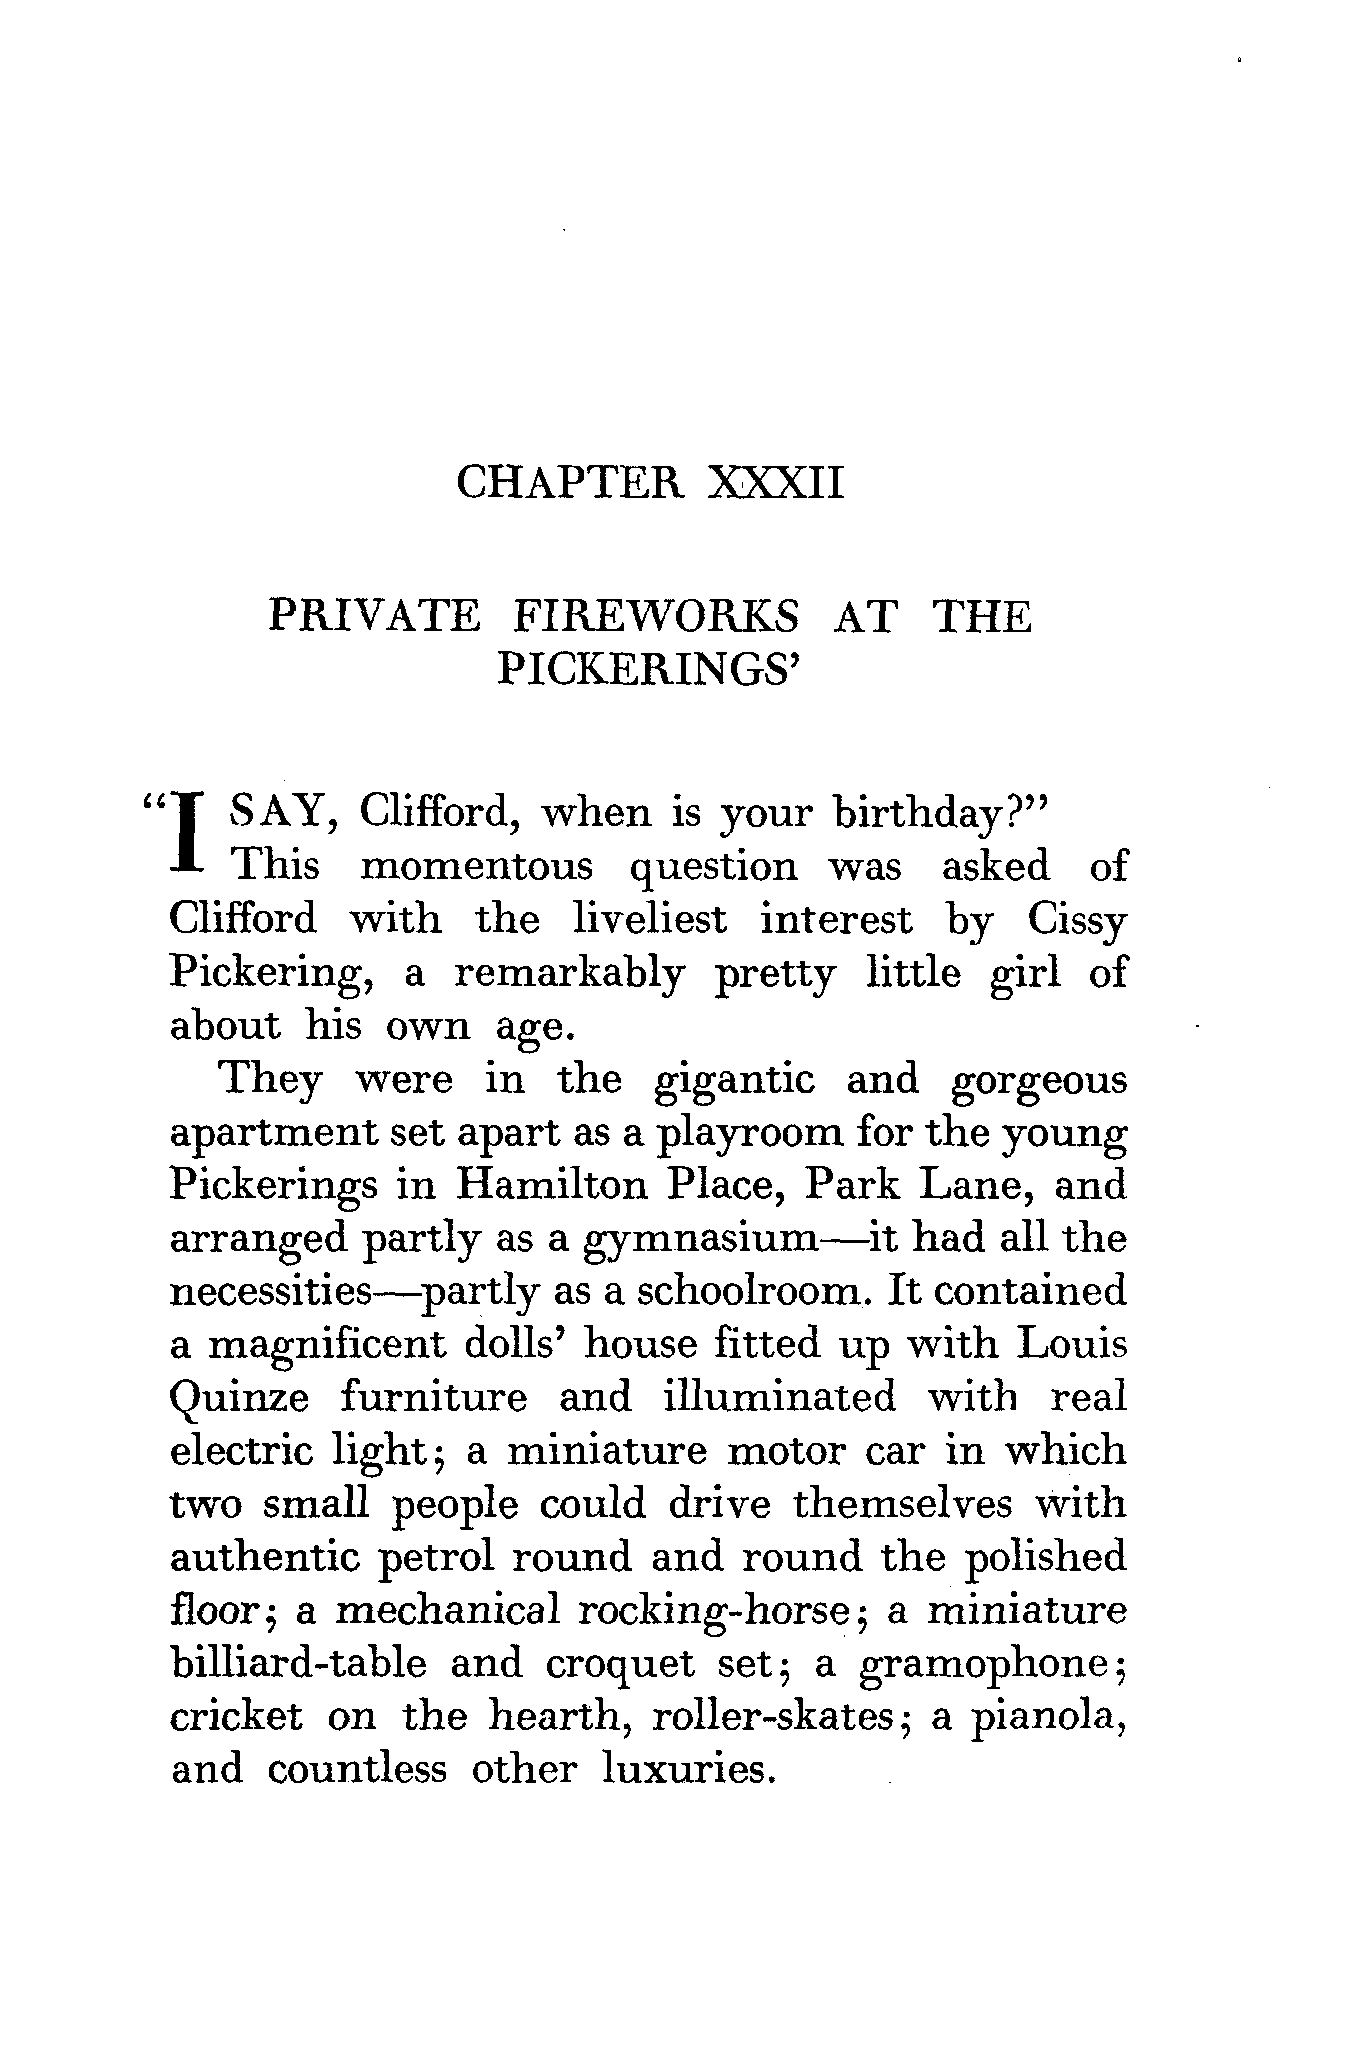 CHAPTER XXXII
PRIVATE FIREWORKS AT THE
PICKERINGS'
"I SAY, Clifford, when is your birthday?"
This momentous question was asked of
Clifford with the liveliest interest by Cissy
Pickering, a remarkably pretty little girl of
about his own age.
They were in the gigantic and gorgeous
apartment set apart as a playroom for the young
Pickerings in Hamilton Place, Park Lane, and
arranged partly as a gymnasium—it had all the
necessities—partly as a schoolroom. It contained
a magnificent dolls' house fitted up with Louis
Quinze furniture and illuminated with real
electric light; a miniature motor car in which
two small people could drive themselves with
authentic petrol round and round the polished
floor; a mechanical rocking-horse; a miniature
billiard-table and croquet set; a gramophone;
cricket on the hearth, roller-skates; a pianola,
and countless other luxuries.